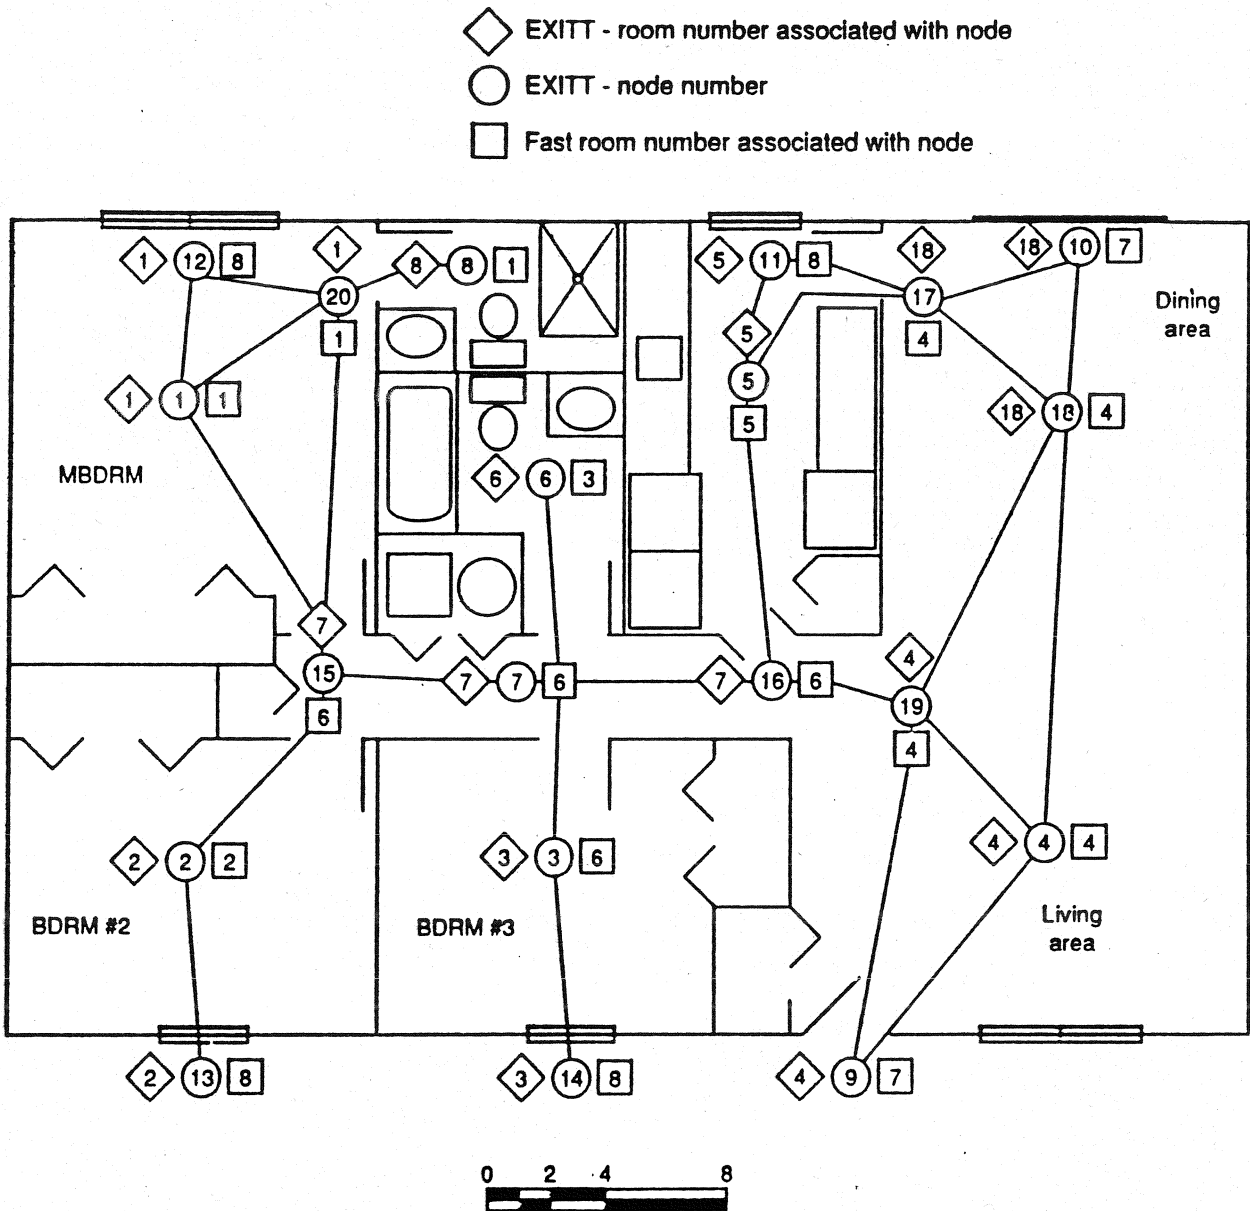 EXITT - room number associated with node
EXITT - node number
Fast room number associated with node
1 12 8
1
20
1
8 8 1
5 11 8
18
17
4
18 10 7
Dining
area
1 1 1
5
5
5
18 18 4
MBDRM
6 6 3
7
15
6
7 7 6
7 16 6
4
19
4
2 2 2
3 3 6
4 4 4
BDRM #2
BDRM #3
Living
area
2 13 8
3 14 8
4 9 7
0 2 4 8